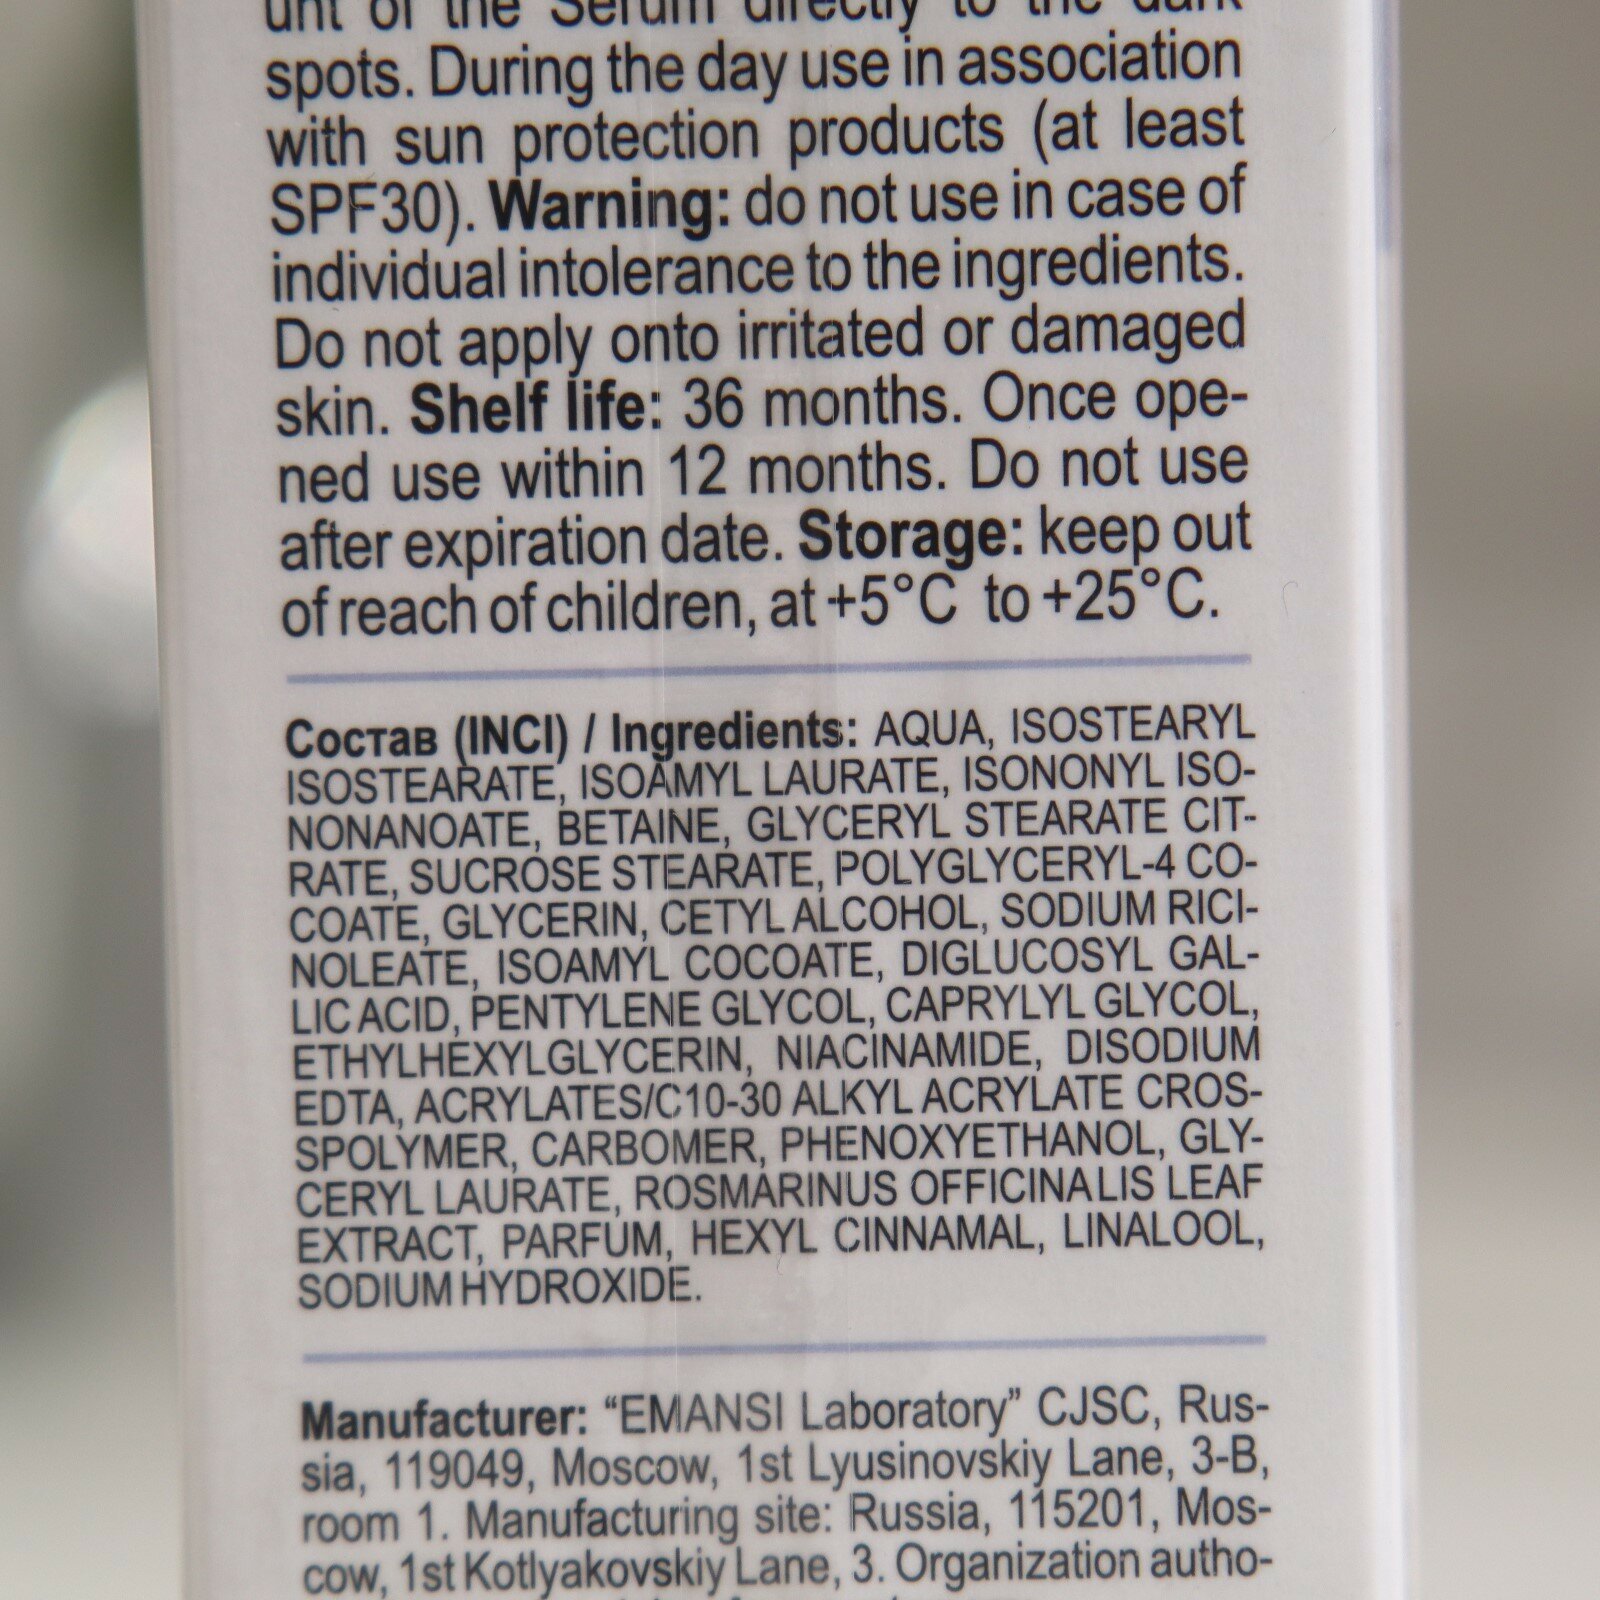 unt of the Serum directly to the dark
spots. During the day use in association
with sun protection products (at least
SPF30). Warning: do not use in case of
individual intolerance to the ingredients.
Do not apply onto irritated or damaged
skin. Shelf life: 36 months. Once ope-
ned use within 12 months. Do not use
after expiration date. Storage: keep out
of reach of children, at +5°C to +25°C.
Состав (INCI) / Ingredients: AQUA, ISOSTEARYL
ISOSTEARATE, ISOAMYL LAURATE, ISONONYL ISO-
NONANOATE, BETAINE, GLYCERYL STEARATE CIT-
RATE, SUCROSE STEARATE, POLYGLYCERYL-4 CO-
COATE, GLYCERIN, CETYL ALCOHOL, SODIUM RICI-
NOLEATE, ISOAMYL COCOATE, DIGLUCOSYL GAL-
LIC ACID, PENTYLENE GLYCOL, CAPRYLYL GLYCOL,
ETHYLHEXYLGLYCERIN, NIACINAMIDE, DISODIUM
EDTA, ACRYLATES/C10-30 ALKYL ACRYLATE CROS-
SPOLYMER, CARBOMER, PHENOXYETHANOL, GLY-
CERYL LAURATE, ROSMARINUS OFFICINALIS LEAF
EXTRACT, PARFUM, HEXYL CINNAMAL, LINALOOL,
SODIUM HYDROXIDE.
Manufacturer: “EMANSI Laboratory” CJSC, Rus-
sia, 119049, Moscow, 1st Lyusinovskiy Lane, 3-B,
room 1. Manufacturing site: Russia, 115201, Mos-
cow, 1st Kotlyakovskiy Lane, 3. Organization autho-